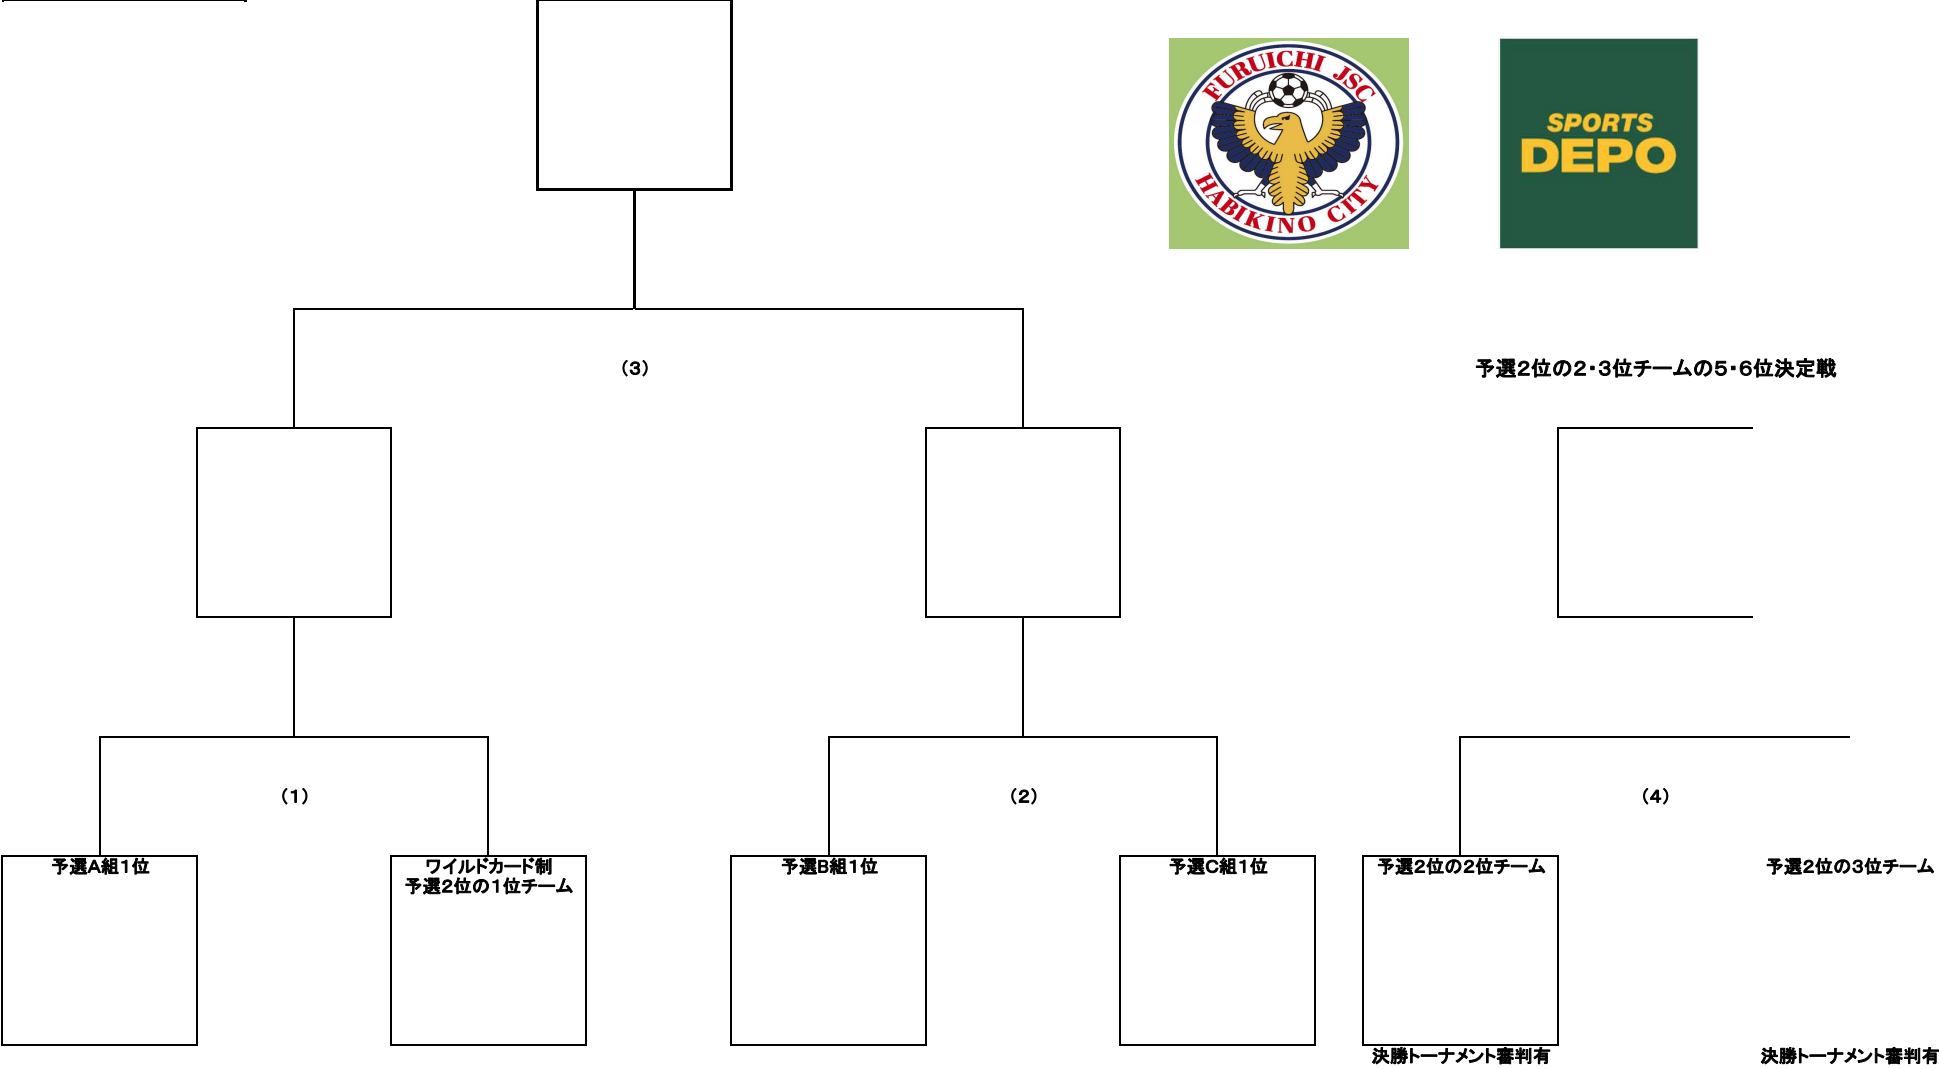 FURUICHI JSC
HABIKINO CITY
SPORTS
DEPO
（３）
予選２位の２・３位チームの５・６位決定戦
（１）
（２）
（４）
予選Ａ組１位
ワイルドカード制
予選２位の１位チーム
予選Ｂ組１位
予選Ｃ組１位
予選２位の２位チーム
予選２位の３位チーム
決勝トーナメント審判有
決勝トーナメント審判有